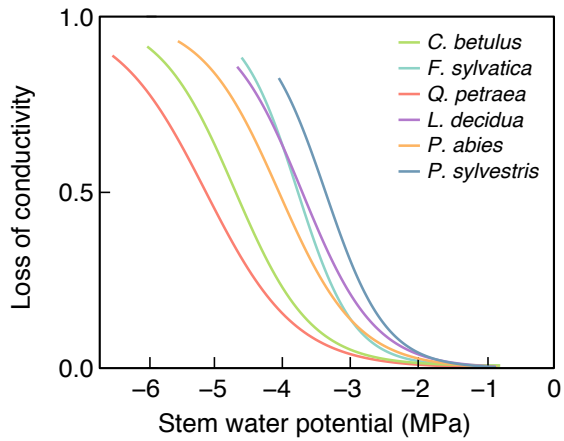 1.0
0.5
0.0
Loss of conductivity
C. betulus
F. sylvatica
Q. petraea
L. decidua
P. abies
P. sylvestris
−6 −5 −4 −3 −2 −1 0
Stem water potential (MPa)